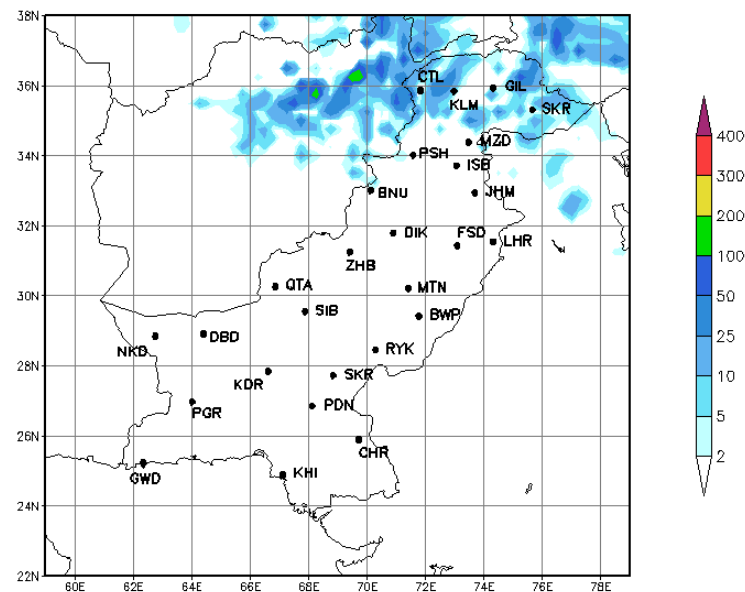 38N
36N
CTL
GIL
KLM
SKR
400
MZD
PSH
34N
ISB
300
BNU
JHM
200
32N
DIK
FSD
LHR
ZHB
100
QTA
MTN
50
30N
SIB
BWP
25
NKD
DBD
RYK
28N
KDR
SKR
10
PGR
PDN
5
26N
CHR
2
GWD
KHI
24N
22N
60E 62E 64E 66E 68E 70E 72E 74E 76E 78E